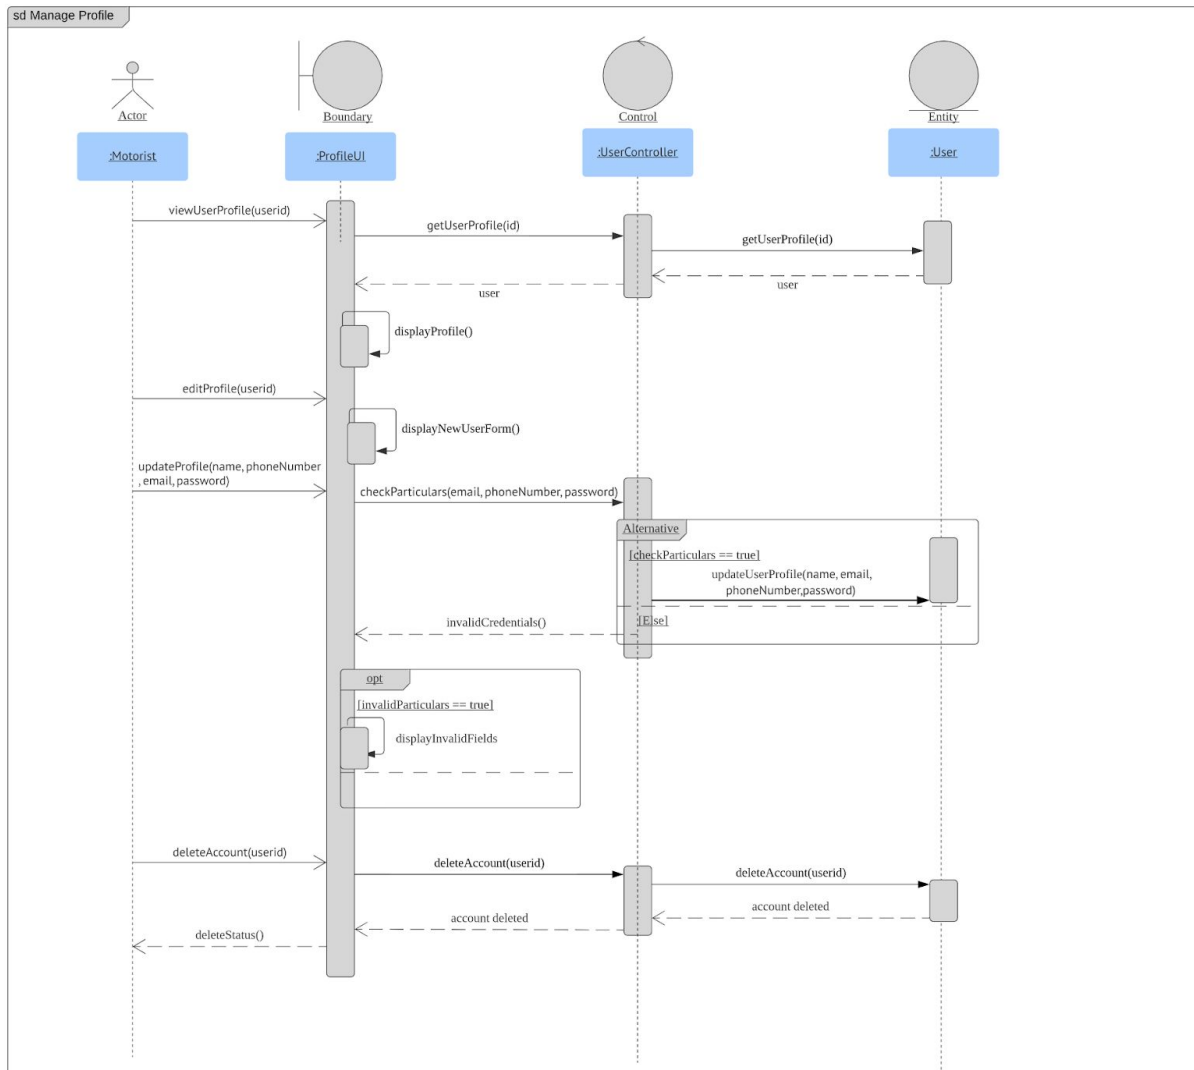 sd Manage Profile
Actor
Boundary
Control
Entity
:Motorist
:ProfileUI
:UserController
:User
viewUserProfile(userid)
getUserProfile(id)
getUserProfile(id)
user
user
displayProfile()
editProfile(userid)
displayNewUserForm()
updateProfile(name, phoneNumber
, email, password)
checkParticulars(email, phoneNumber, password)
Alternative
[checkParticulars == true]
updateUserProfile(name, email,
phoneNumber,password)
[Else]
invalidCredentials()
opt
[invalidParticulars == true]
displayInvalidFields
deleteAccount(userid)
deleteAccount(userid)
deleteAccount(userid)
account deleted
account deleted
deleteStatus()